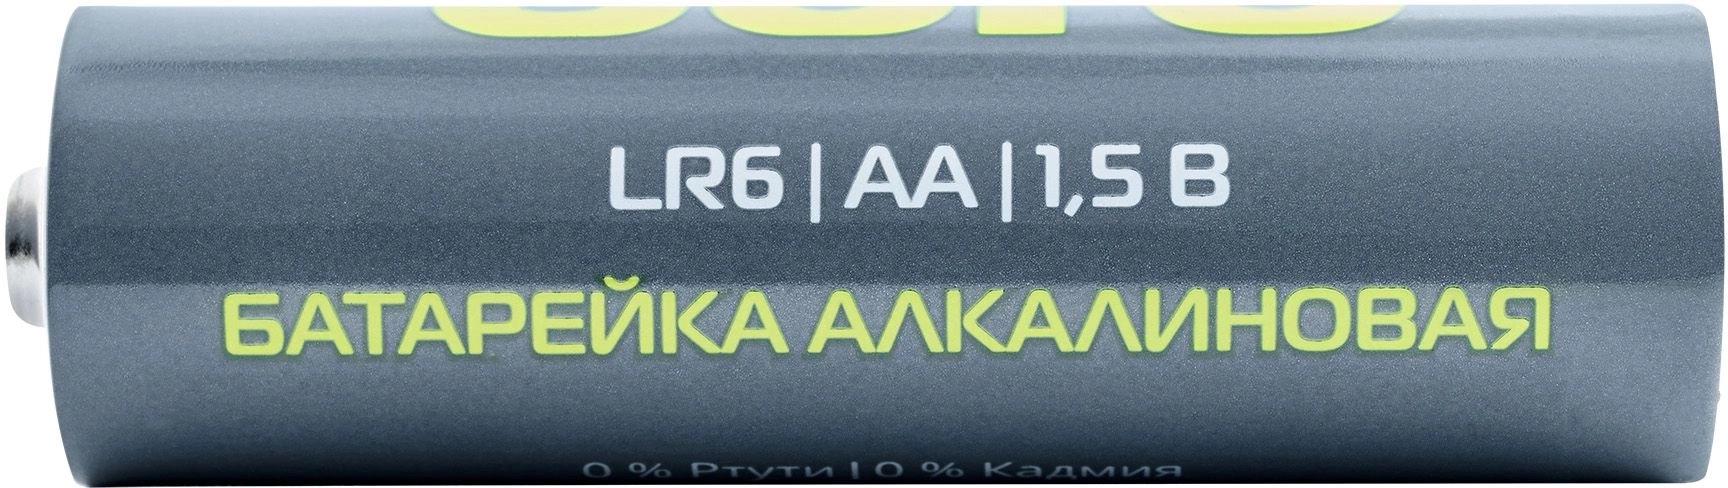 LR6 | AA | 1,5 В
БАТАРЕЙКА АЛКАЛИНОВАЯ
0 % Ртути | 0 % Кадмия